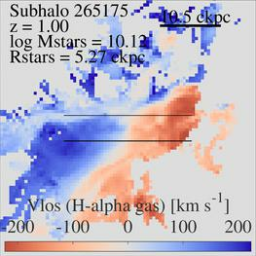 Subhalo 265175
10.5 ckpc
z = 1.00
log Mstars = 10.12
Rstars = 5.27 ckpc
Vlos (H-alpha gas) [km s⁻¹]
-200 -100 0 100 200